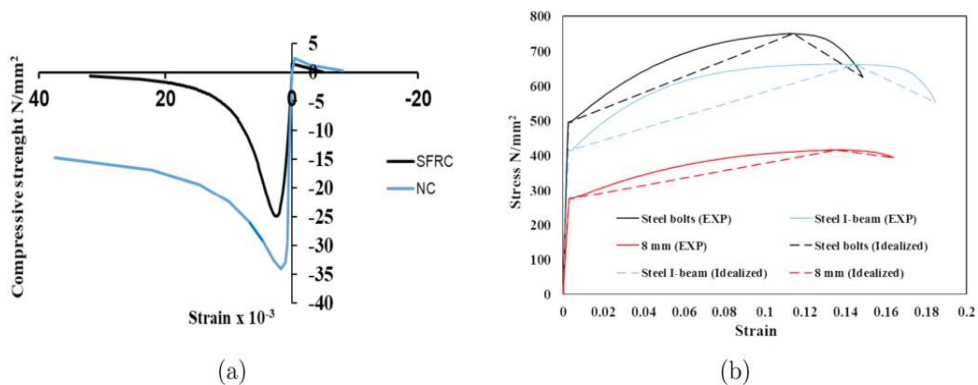 Compressive strenght N/mm²
5
0
-5
-10
-15
-20
-25
-30
-35
-40
40
20
0
-20
SFRC
NC
Strain x 10⁻³
(a)
Stress N/mm²
800
700
600
500
400
300
200
100
0
Steel bolts (EXP)
Steel I-beam (EXP)
8 mm (EXP)
Steel bolts (Idealized)
Steel I-beam (Idealized)
8 mm (Idealized)
0 0.02 0.04 0.06 0.08 0.1 0.12 0.14 0.16 0.18 0.2
Strain
(b)